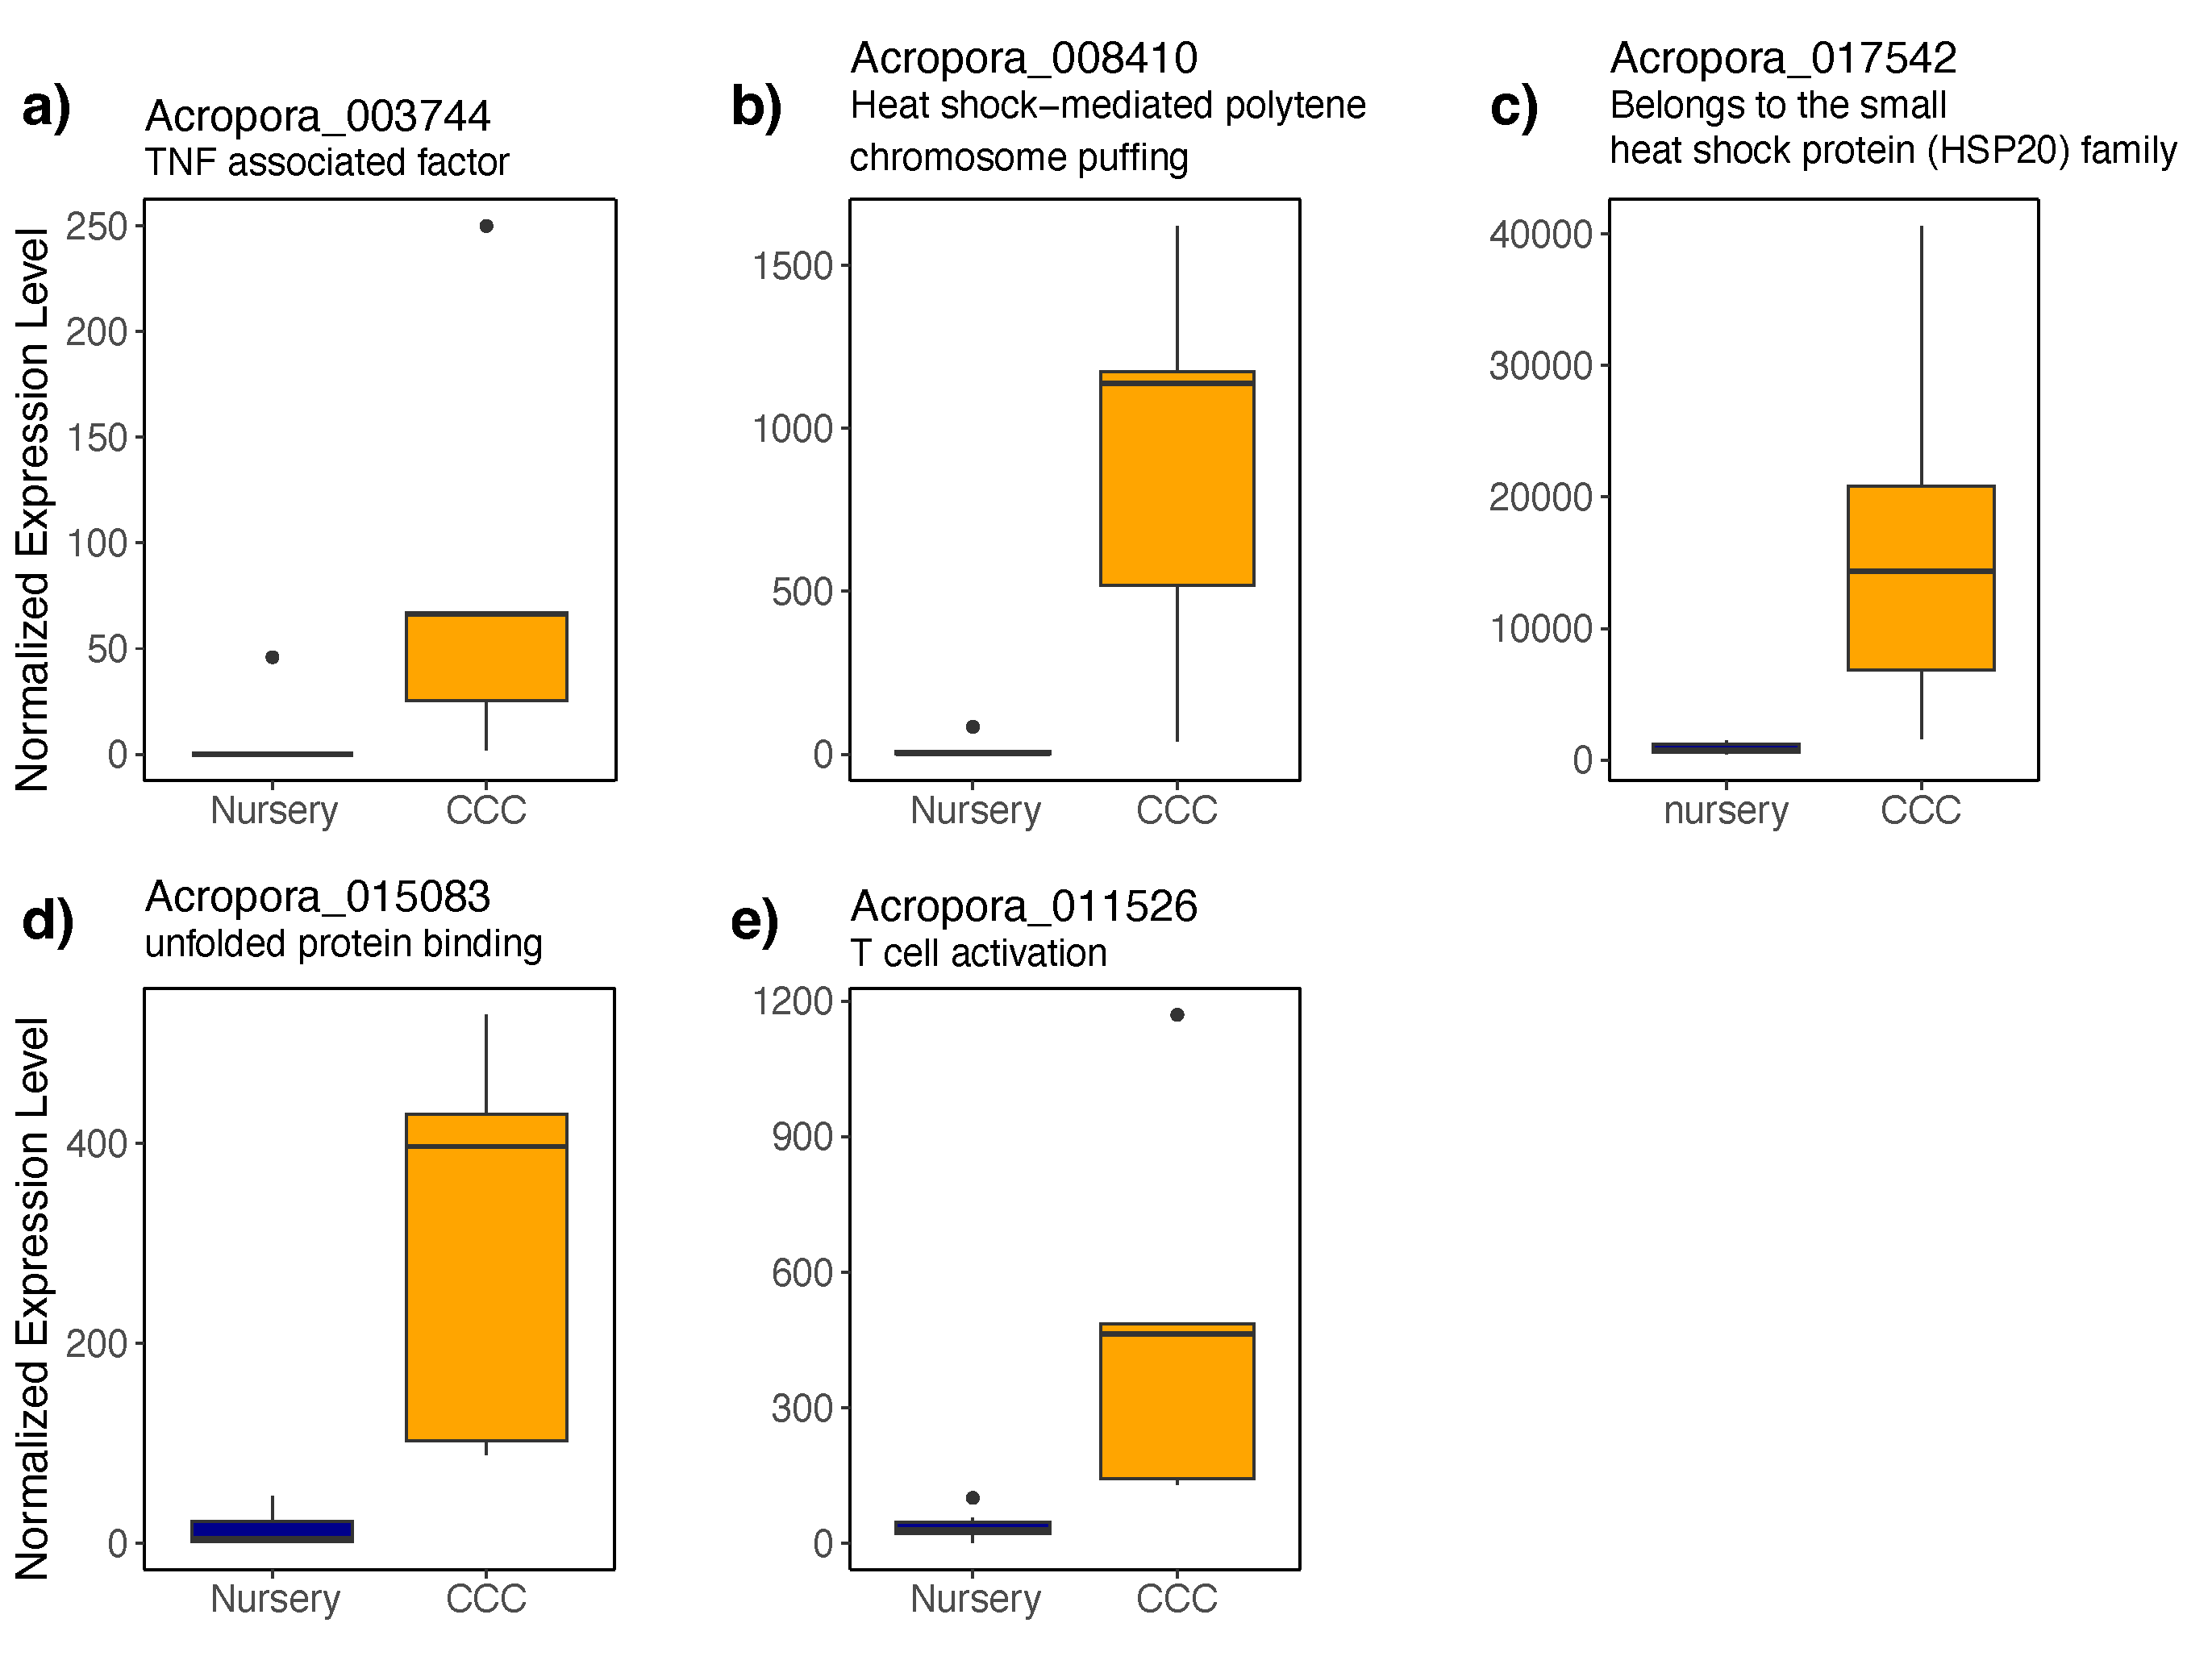 a)
Acropora_003744
TNF associated factor
Normalized Expression Level
250
200
150
100
50
0
Nursery
CCC
b)
Acropora_008410
Heat shock−mediated polytene
chromosome puffing
1500
1000
500
0
Nursery
CCC
c)
Acropora_017542
Belongs to the small
heat shock protein (HSP20) family
40000
30000
20000
10000
0
nursery
CCC
d)
Acropora_015083
unfolded protein binding
Normalized Expression Level
400
200
0
Nursery
CCC
e)
Acropora_011526
T cell activation
1200
900
600
300
0
Nursery
CCC